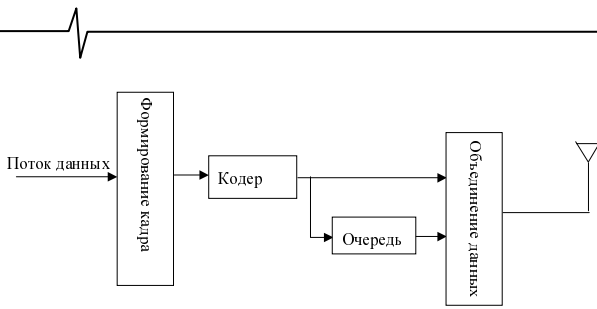 Поток данных
Формирование кадра
Кодер
Очередь
Объединение данных